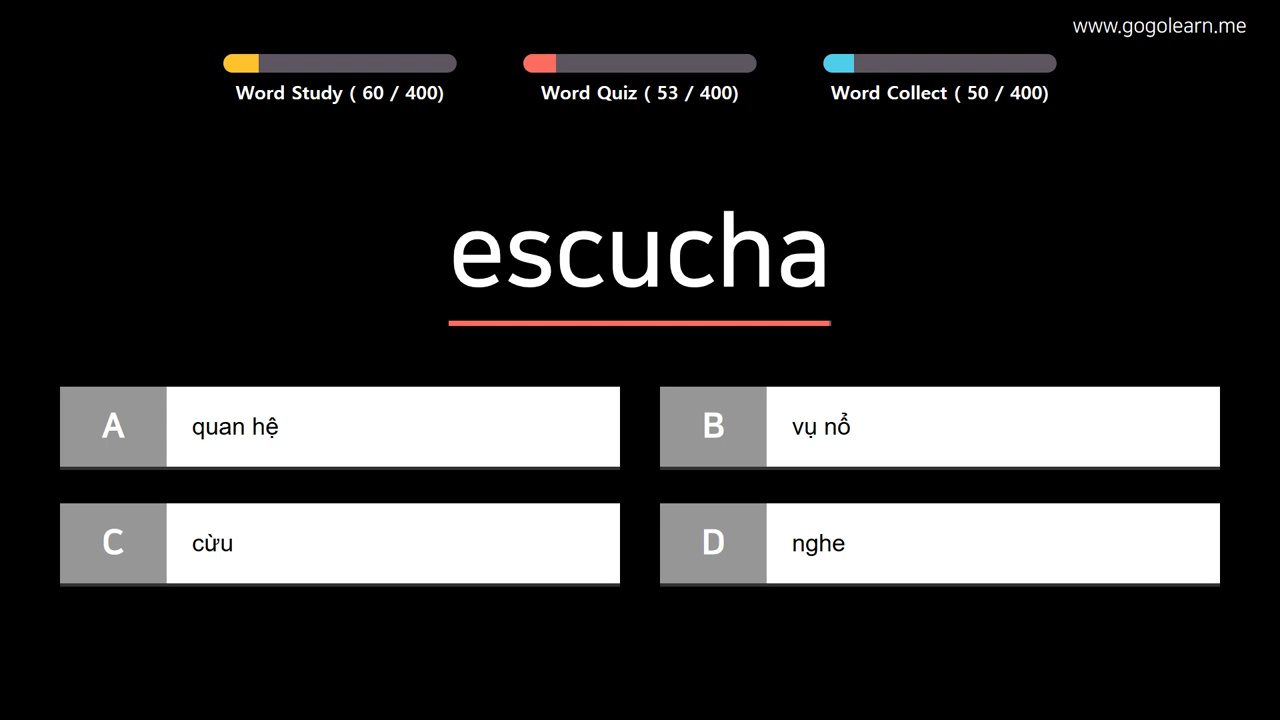 www.gogolearn.me
Word Study ( 60 / 400)
Word Quiz ( 53 / 400)
Word Collect ( 50 / 400)
escucha
A quan hệ
B vụ nổ
C cừu
D nghe